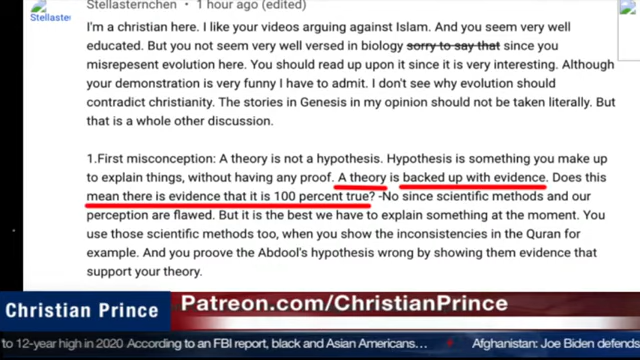 Stellasternchen 1 hour ago (edited)
I'm a christian here. I like your videos arguing against Islam. And you seem very well
educated. But you not seem very well versed in biology sorry to say that since you
misrepesent evolution here. You should read up upon it since it is very interesting. Although
your demonstration is very funny I have to admit. I don't see why evolution should
contradict christianity. The stories in Genesis in my opinion should not be taken literally. But
that is a whole other discussion.
1.First misconception: A theory is not a hypothesis. Hypothesis is something you make up
to explain things, without having any proof. A theory is backed up with evidence. Does this
mean there is evidence that it is 100 percent true? -No since scientific methods and our
perception are flawed. But it is the best we have to explain something at the moment. You
use those scientific methods too, when you show the inconsistencies in the Quran for
example. And you proove the Abdool's hypothesis wrong by showing them evidence that
support your theory.
Christian Prince
Patreon.com/ChristianPrince
to 12-year high in 2020 According to an FBI report, black and Asian Americans… Afghanistan: Joe Biden defends